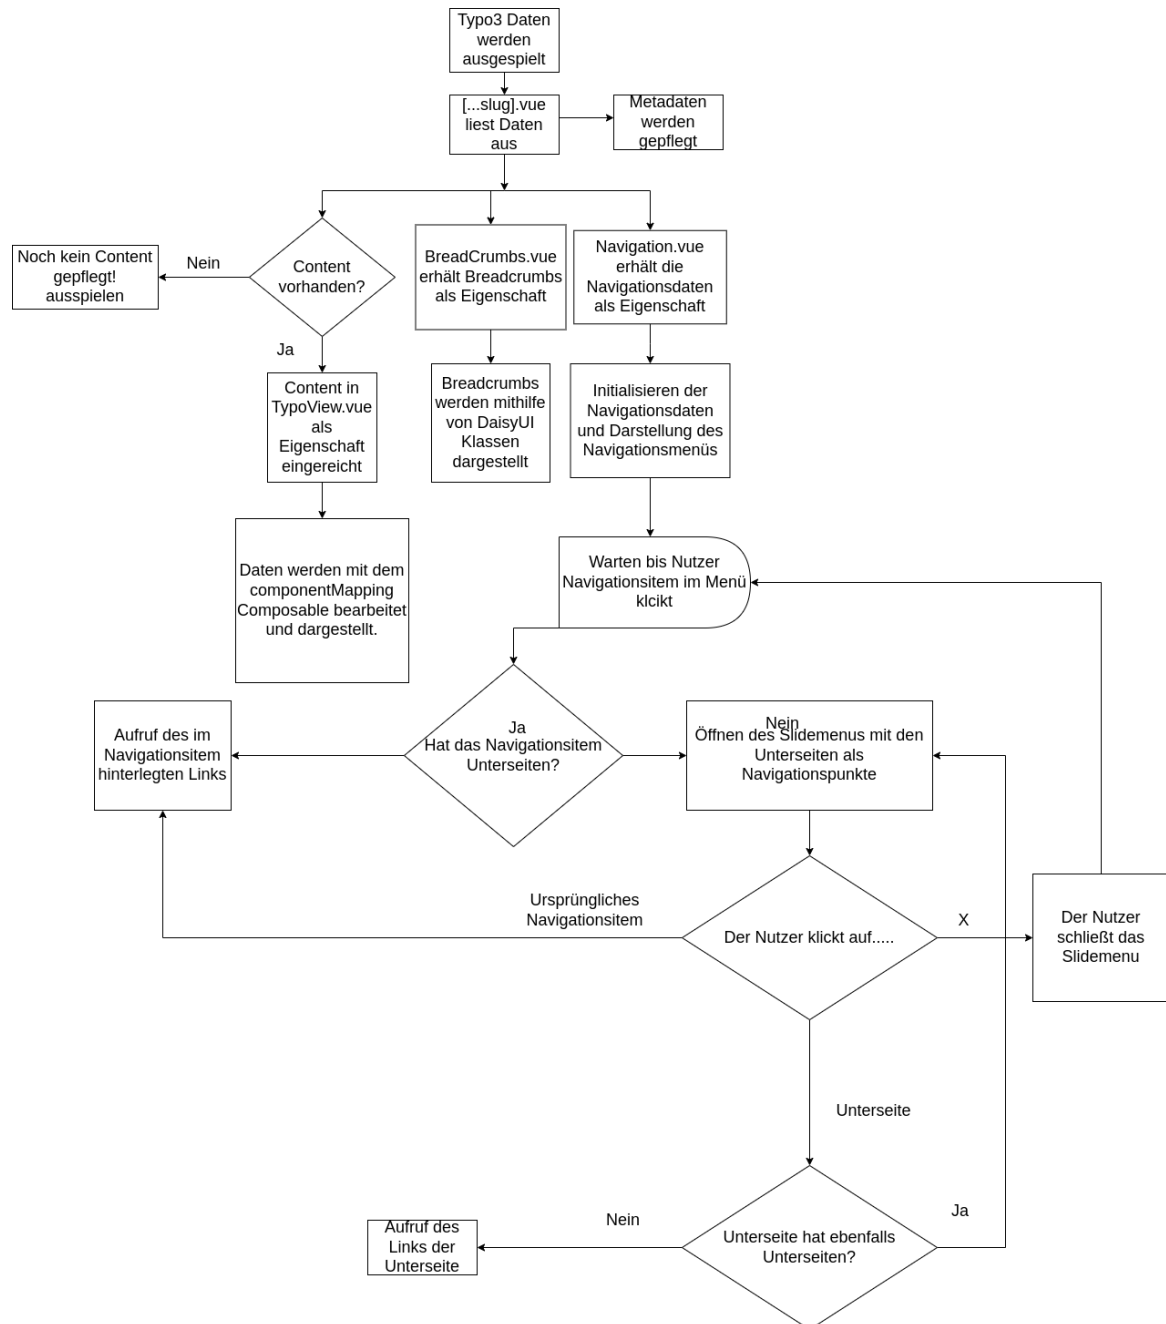 Typo3 Daten
werden
ausgespielt
[...slug].vue
liest Daten
aus
Metadaten
werden
gepflegt
Noch kein Content
gepflegt!
ausspielen
Nein
Content
vorhanden?
BreadCrumbs.vue
erhält Breadcrumbs
als Eigenschaft
Navigation.vue
erhält die
Navigationsdaten
als Eigenschaft
Ja
Content in
TypoView.vue
als
Eigenschaft
eingereicht
Breadcrumbs
werden mithilfe
von DaisyUI
Klassen
dargestellt
Initialisieren der
Navigationsdaten
und Darstellung des
Navigationsmenüs
Daten werden mit dem
componentMapping
Composable bearbeitet
und dargestellt.
Warten bis Nutzer
Navigationsitem im Menü
klcikt
Aufruf des im
Navigationsitem
hinterlegten Links
Ja
Hat das Navigationsitem
Unterseiten?
Nein
Öffnen des Slidemenus mit den
Unterseiten als
Navigationspunkte
Ursprüngliches
Navigationsitem
Der Nutzer klickt auf.....
X
Der Nutzer
schließt das
Slidemenu
Unterseite
Aufruf des
Links der
Unterseite
Nein
Unterseite hat ebenfalls
Unterseiten?
Ja